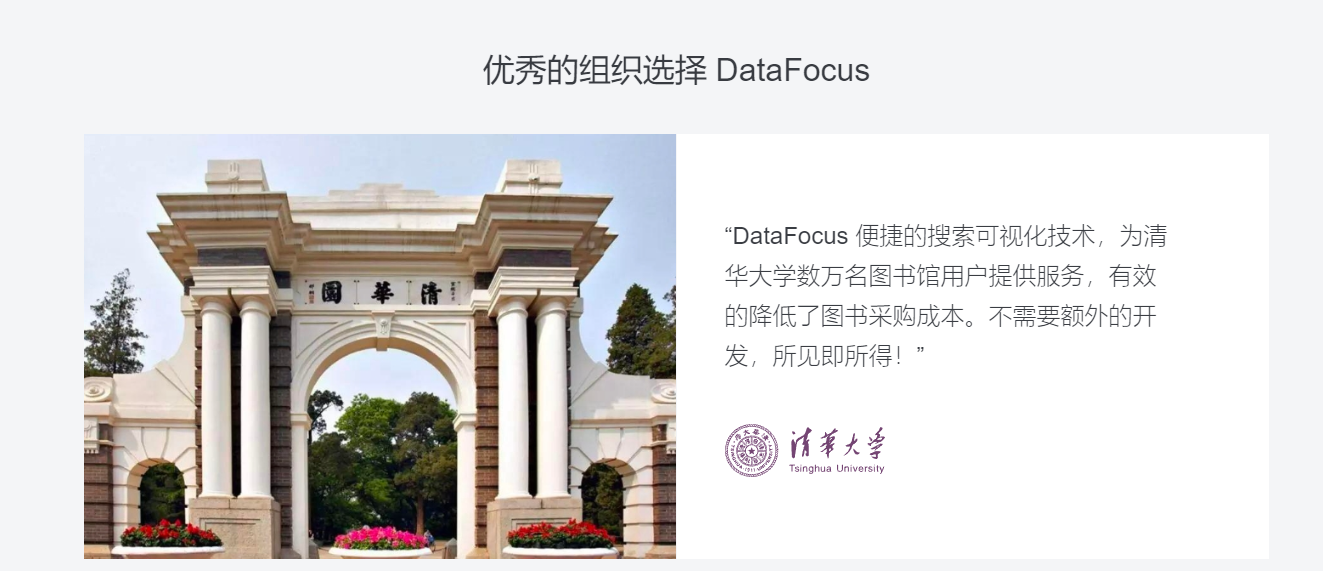 优秀的组织选择 DataFocus
清華園
“DataFocus 便捷的搜索可视化技术，为清
华大学数万名图书馆用户提供服务，有效
的降低了图书采购成本。不需要额外的开
发，所见即所得！”
清華大学
Tsinghua University